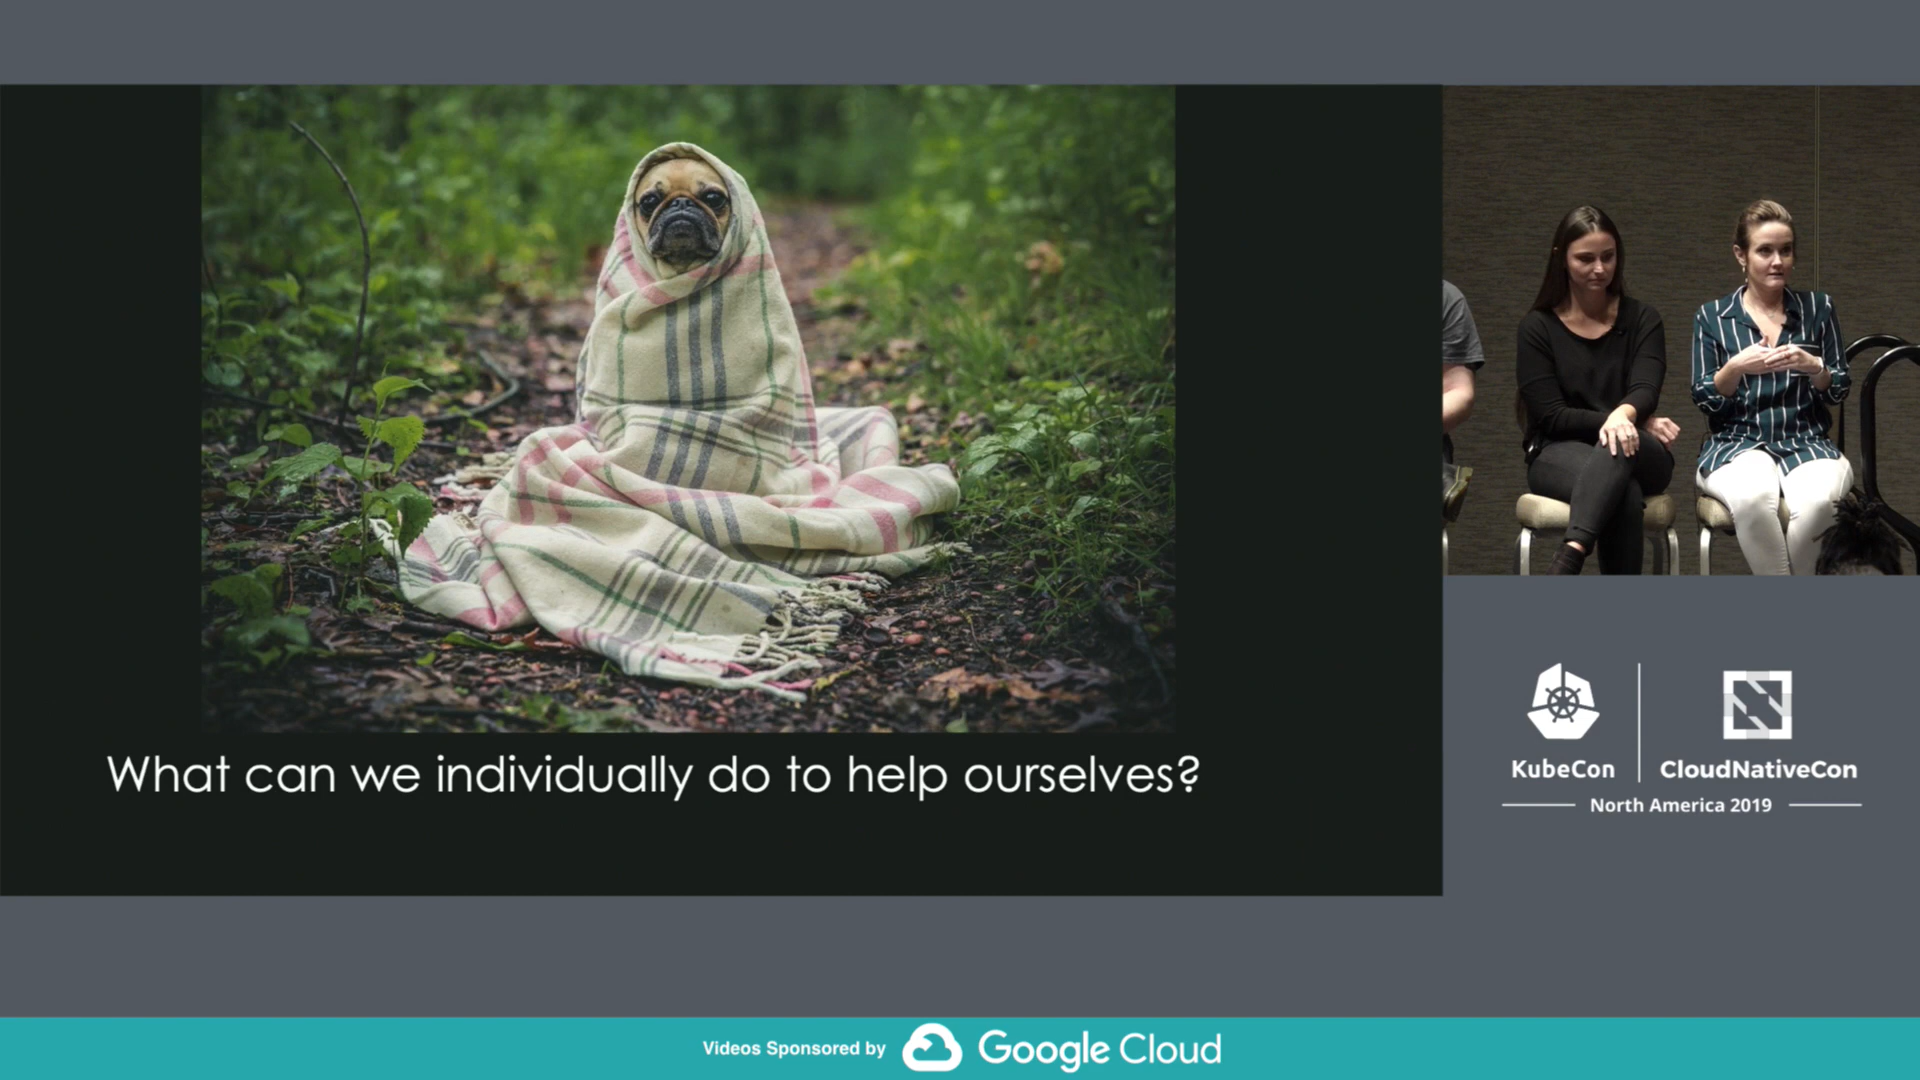 What can we individually do to help ourselves?
KubeCon
CloudNativeCon
North America 2019
Videos Sponsored by Google Cloud